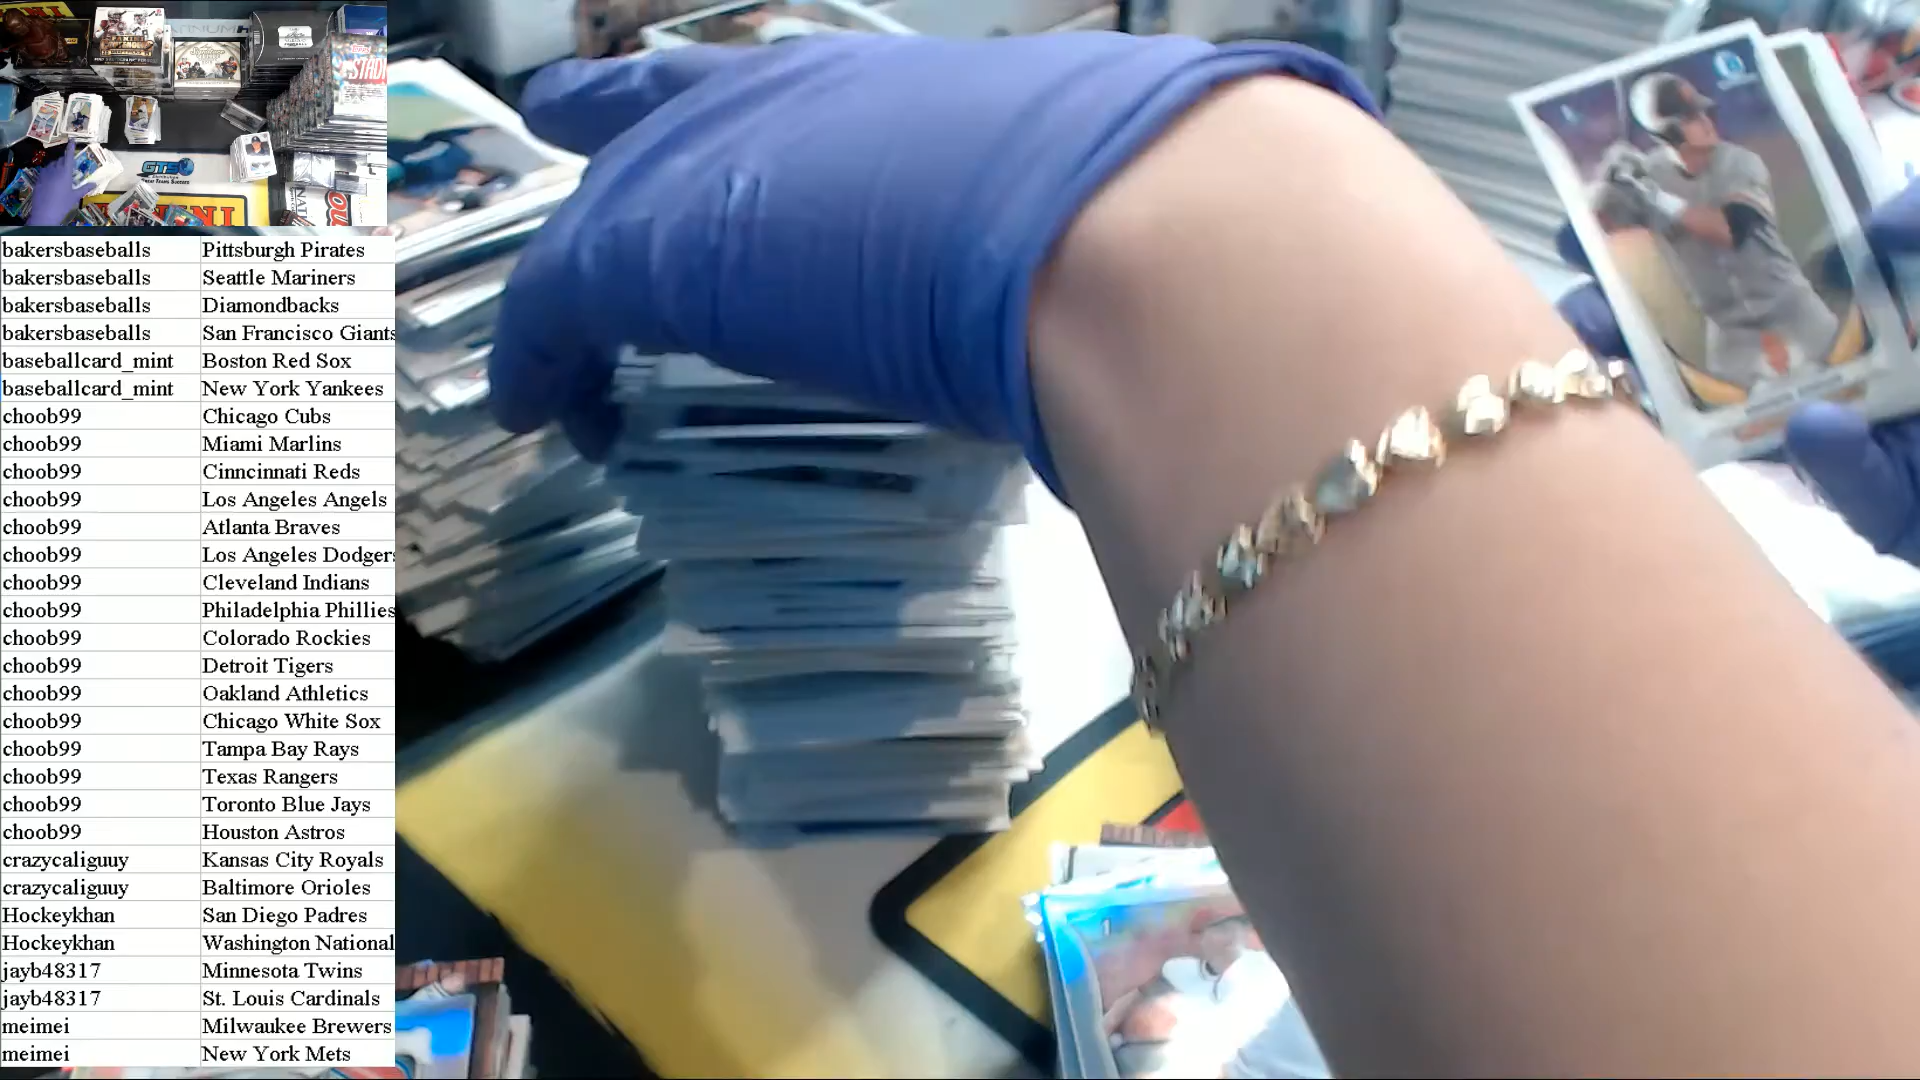 GTS
PANINI
STADI
bakersbaseballs Pittsburgh Pirates
bakersbaseballs Seattle Mariners
bakersbaseballs Diamondbacks
bakersbaseballs San Francisco Giants
baseballcard_mint Boston Red Sox
baseballcard_mint New York Yankees
choob99 Chicago Cubs
choob99 Miami Marlins
choob99 Cinncinnati Reds
choob99 Los Angeles Angels
choob99 Atlanta Braves
choob99 Los Angeles Dodgers
choob99 Cleveland Indians
choob99 Philadelphia Phillies
choob99 Colorado Rockies
choob99 Detroit Tigers
choob99 Oakland Athletics
choob99 Chicago White Sox
choob99 Tampa Bay Rays
choob99 Texas Rangers
choob99 Toronto Blue Jays
choob99 Houston Astros
crazycaliguuy Kansas City Royals
crazycaliguuy Baltimore Orioles
Hockeykhan San Diego Padres
Hockeykhan Washington National
jayb48317 Minnesota Twins
jayb48317 St. Louis Cardinals
meimei Milwaukee Brewers
meimei New York Mets